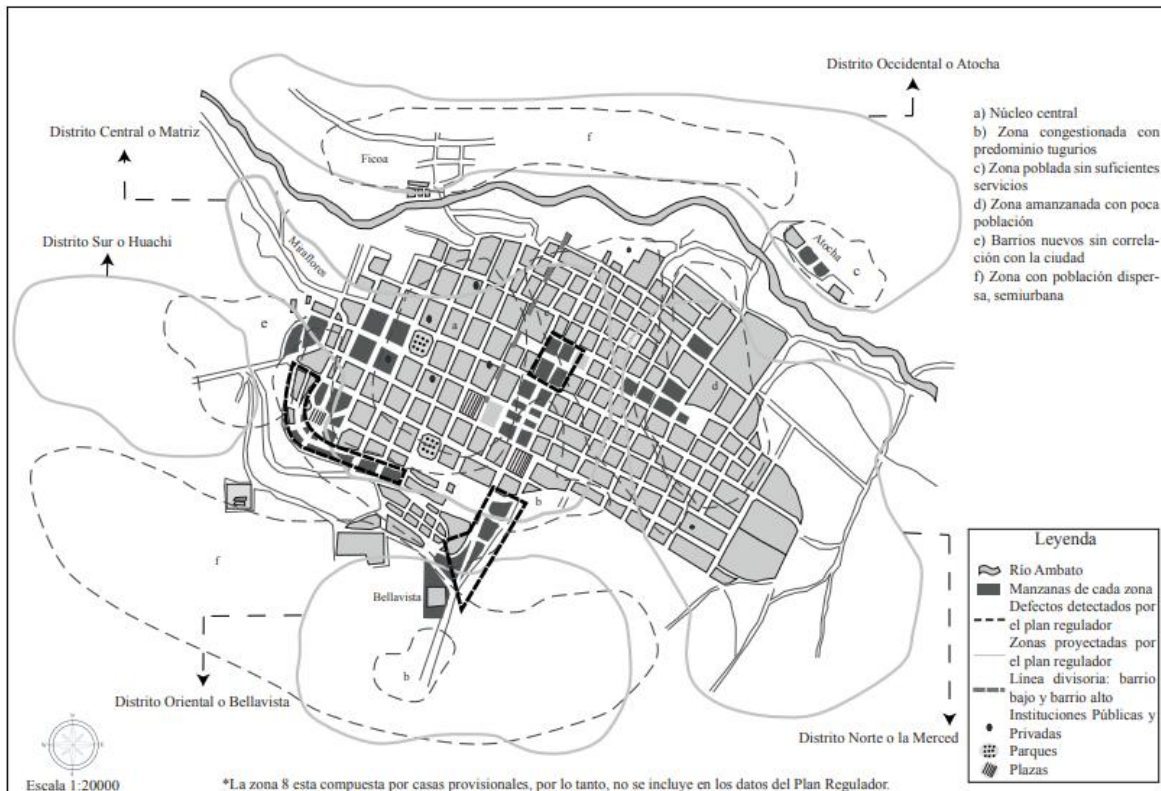 Distrito Occidental o Atocha
Distrito Central o Matriz
Distrito Sur o Huachi
a) Núcleo central
b) Zona congestionada con
predominio tugurios
c) Zona poblada sin suficientes
servicios
d) Zona amanzanada con poca
población
e) Barrios nuevos sin correla-
ción con la ciudad
f) Zona con población disper-
sa, semiurbana
f
Ficoa
Atocha
c
Miraflores
e
a
d
b
f
Bellavista
b
Distrito Oriental o Bellavista
Distrito Norte o la Merced
Leyenda
Río Ambato
Manzanas de cada zona
Defectos detectados por
el plan regulador
Zonas proyectadas por
el plan regulador
Línea divisoria: barrio
bajo y barrio alto
Instituciones Públicas y
Privadas
Parques
Plazas
Escala 1:20000
*La zona 8 esta compuesta por casas provisionales, por lo tanto, no se incluye en los datos del Plan Regulador.